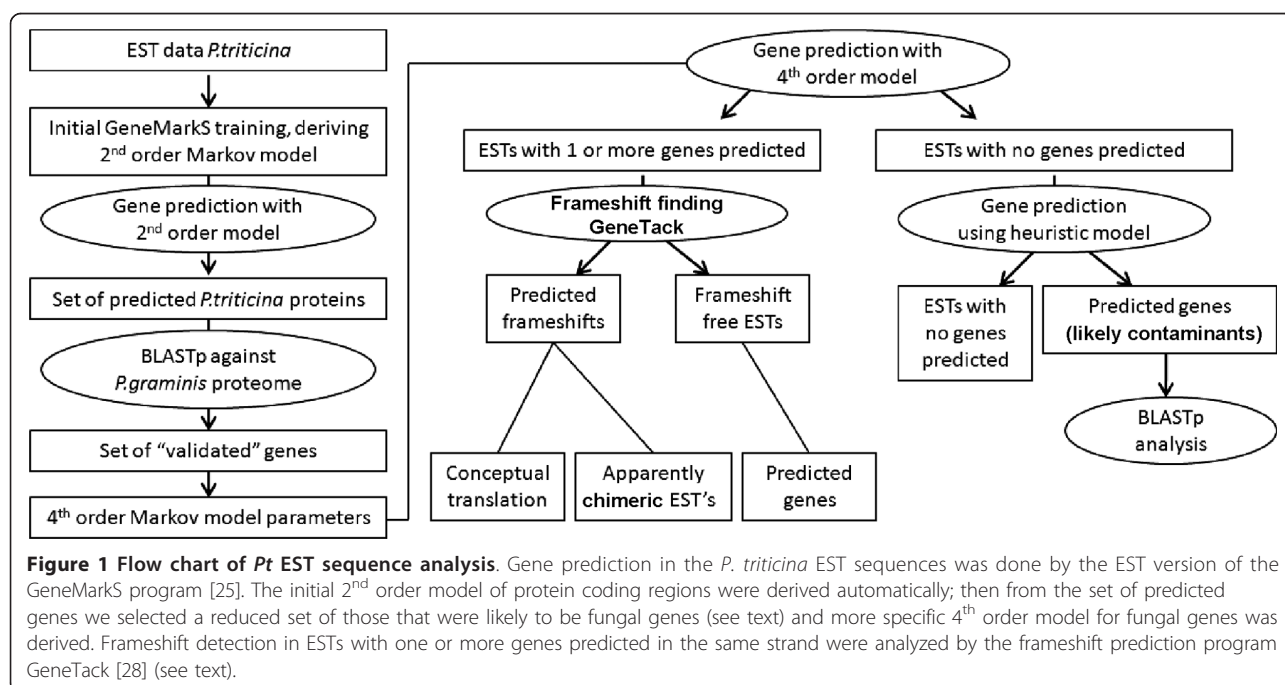 EST data P.triticina
Initial GeneMarkS training, deriving
2nd order Markov model
Gene prediction with
2nd order model
Set of predicted P.triticina proteins
BLASTp against
P.graminis proteome
Set of “validated” genes
4th order Markov model parameters
Gene prediction with
4th order model
ESTs with 1 or more genes predicted
Frameshift finding
GeneTack
Predicted
frameshifts
Frameshift
free ESTs
Conceptual
translation
Apparently
chimeric EST's
Predicted
genes
ESTs with no genes predicted
Gene prediction
using heuristic model
ESTs with
no genes
predicted
Predicted genes
(likely contaminants)
BLASTp
analysis
Figure 1 Flow chart of Pt EST sequence analysis. Gene prediction in the P. triticina EST sequences was done by the EST version of the
GeneMarkS program [25]. The initial 2nd order model of protein coding regions were derived automatically; then from the set of predicted
genes we selected a reduced set of those that were likely to be fungal genes (see text) and more specific 4th order model for fungal genes was
derived. Frameshift detection in ESTs with one or more genes predicted in the same strand were analyzed by the frameshift prediction program
GeneTack [28] (see text).